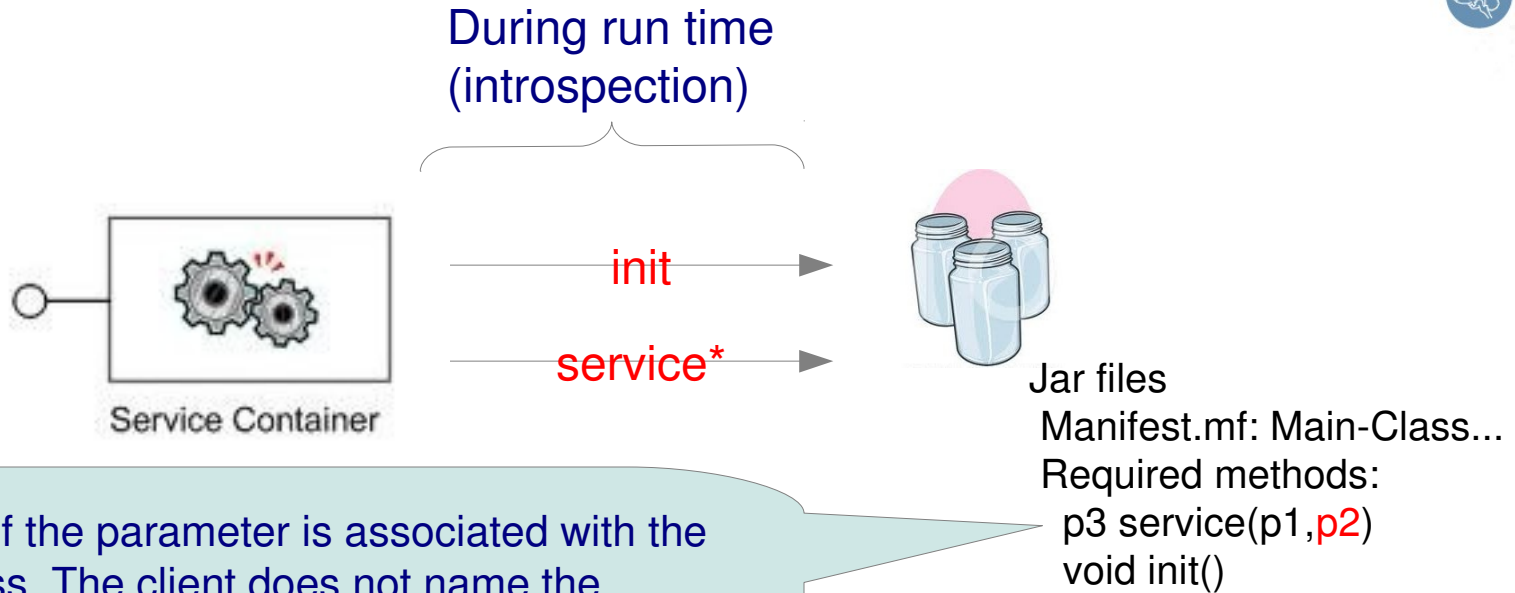 During run time
(introspection)
init
service*
Service Container
Jar files
Manifest.mf: Main-Class...
Required methods:
p3 service(p1,p2)
void init()
f the parameter is associated with the
ss. The client does not name the